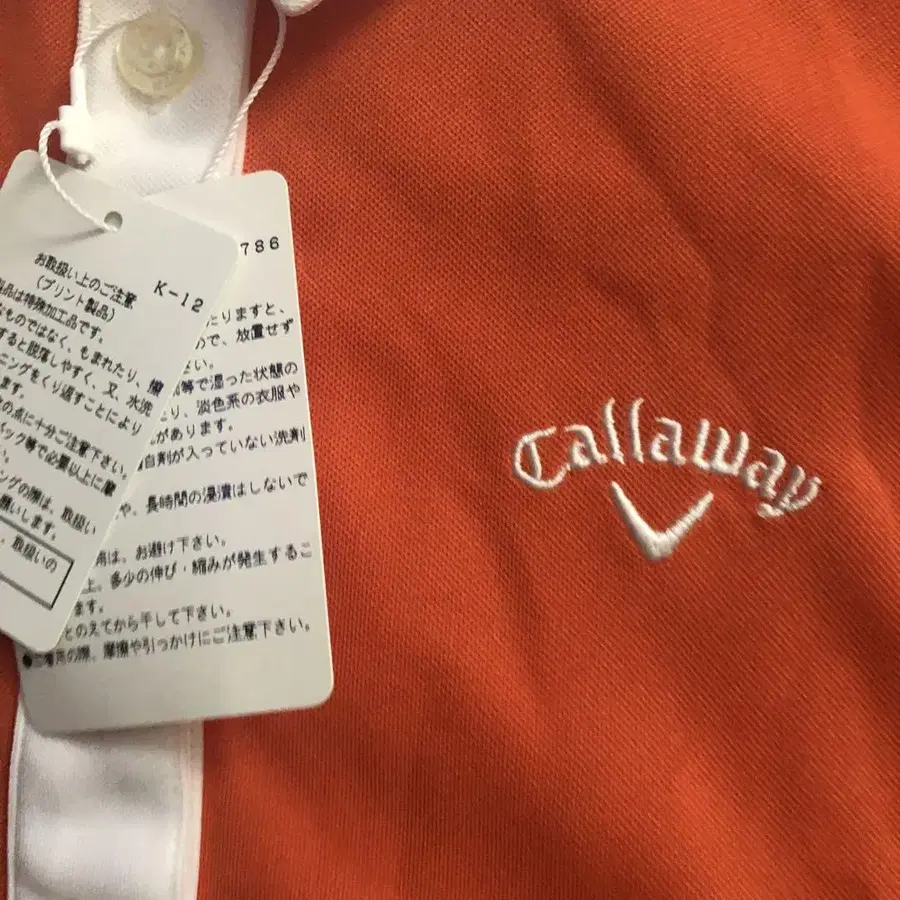 お取扱い上のご注意
(プリント製品) K-12
品は特殊加工品です。
なものではなく、もまれたり、擦
すると脱落しやすく、又、水洗
ニングをくり返すことにより
ます。
の点に十分ご注意下さい。
パック等で必要以上に摩
い。
ングの際は、取扱い
願いします。
、取扱いの
786
たりますと、
ので、放置せず
さい。
等で湿った状態の
たり、淡色系の衣服や
があります。
白剤が入っていない洗剤
や、長時間の浸漬はしないで
用は、お避け下さい。
上、多少の伸び・縮みが発生するこ
ます。
とのえてから干して下さい。
●ご着用の際、摩擦や引っかけにご注意下さい。
Callaway